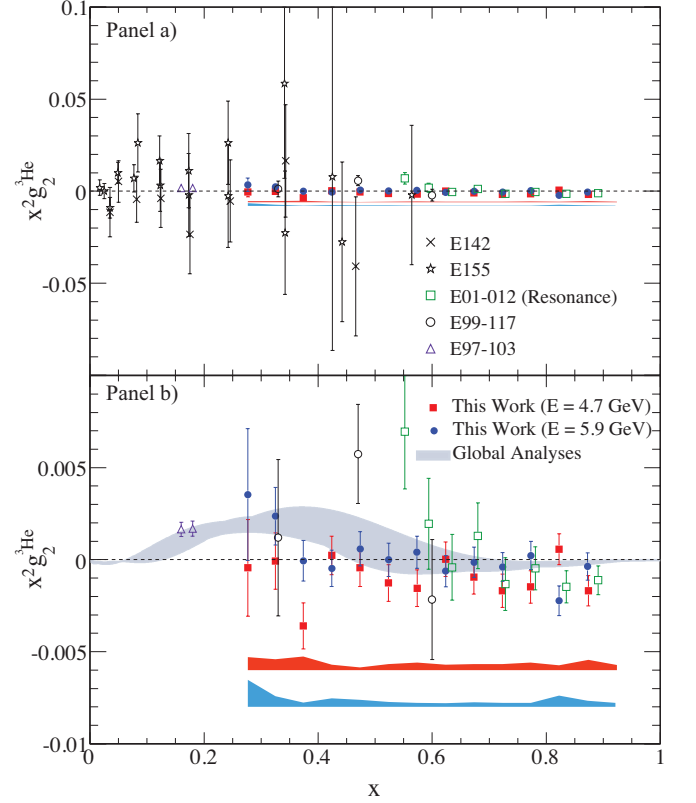 0.1
Panel a)
0.05
0
-0.05
x²g₂³He
E142
E155
E01-012 (Resonance)
E99-117
E97-103
Panel b)
This Work (E = 4.7 GeV)
This Work (E = 5.9 GeV)
Global Analyses
0.005
0
-0.005
-0.01
x²g₂³He
0 0.2 0.4 0.6 0.8 1
x